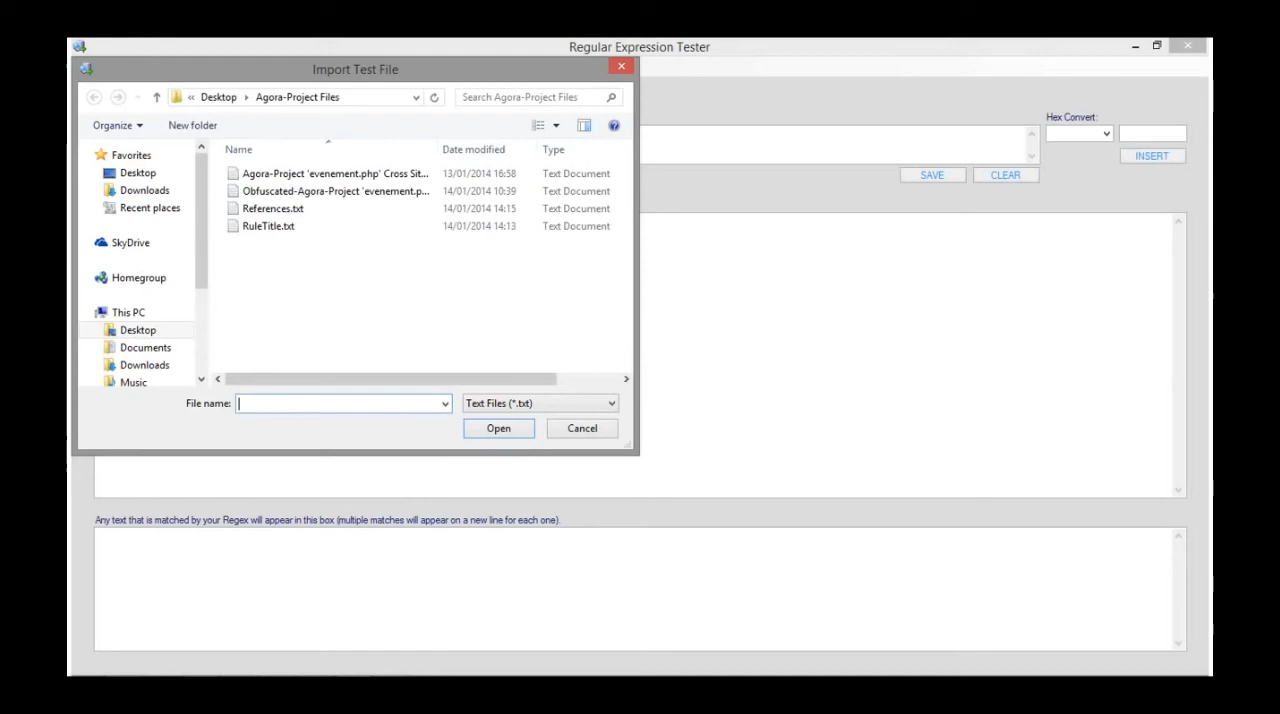 Regular Expression Tester
Import Test File
« Desktop Agora-Project Files
Search Agora-Project Files
Organize
New folder
Hex Convert:
INSERT
SAVE
CLEAR
Favorites
Desktop
Downloads
Recent places
SkyDrive
Homegroup
This PC
Desktop
Documents
Downloads
Music
Name Date modified Type
Agora-Project 'evenement.php' Cross Sit... 13/01/2014 16:58 Text Document
Obfuscated-Agora-Project 'evenement.p... 14/01/2014 10:39 Text Document
References.txt 14/01/2014 14:15 Text Document
RuleTitle.txt 14/01/2014 14:13 Text Document
File name:
Text Files (*.txt)
Open
Cancel
Any text that is matched by your Regex will appear in this box (multiple matches will appear on a new line for each one).